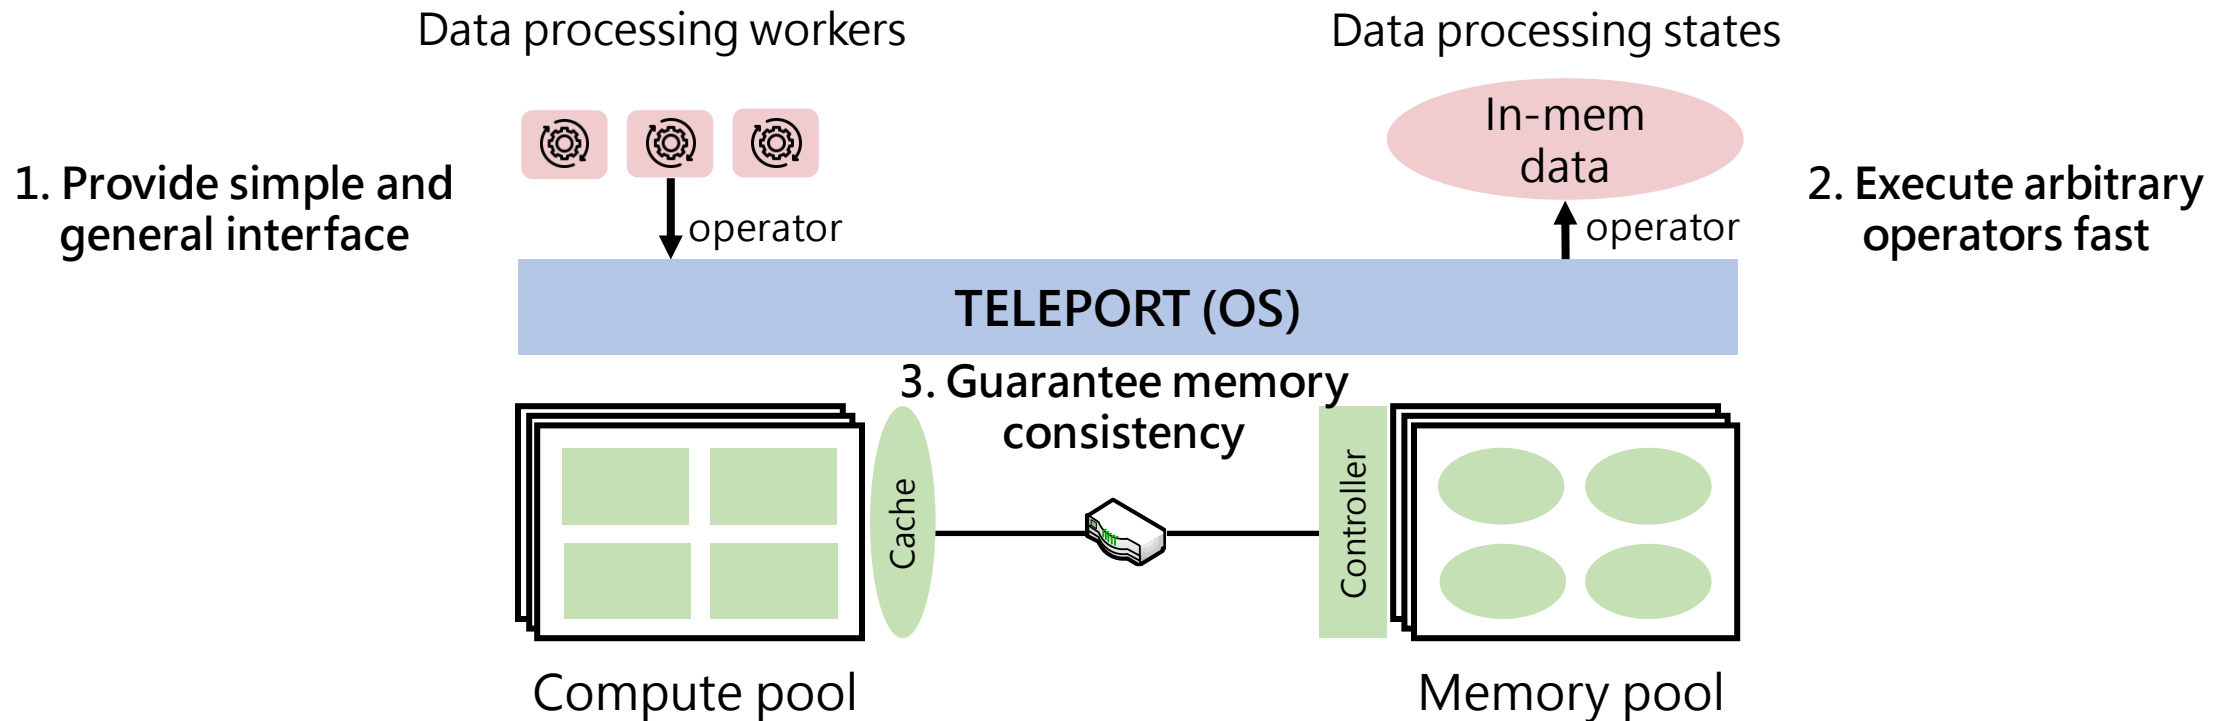 Data processing workers
Data processing states
In-mem
data
1. Provide simple and
general interface
operator
operator
2. Execute arbitrary
operators fast
TELEPORT (OS)
3. Guarantee memory
consistency
Cache
Controller
Compute pool
Memory pool